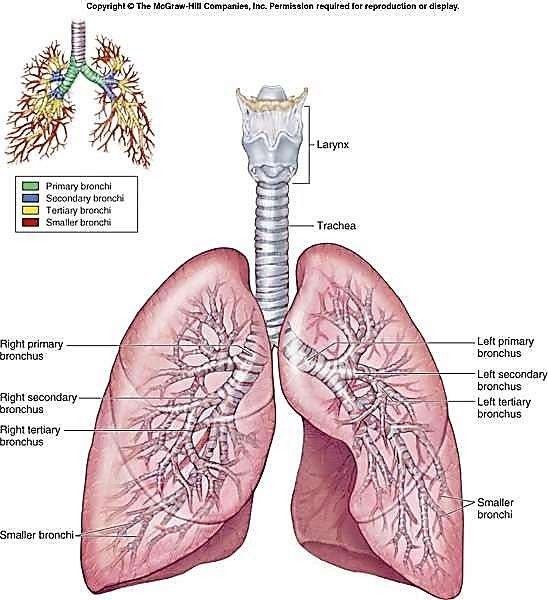 Copyright © The McGraw-Hill Companies, Inc. Permission required for reproduction or display.
Primary bronchi
Secondary bronchi
Tertiary bronchi
Smaller bronchi
Larynx
Trachea
Right primary
bronchus
Right secondary
bronchus
Right tertiary
bronchus
Smaller bronchi
Left primary
bronchus
Left secondary
bronchus
Left tertiary
bronchus
Smaller
bronchi